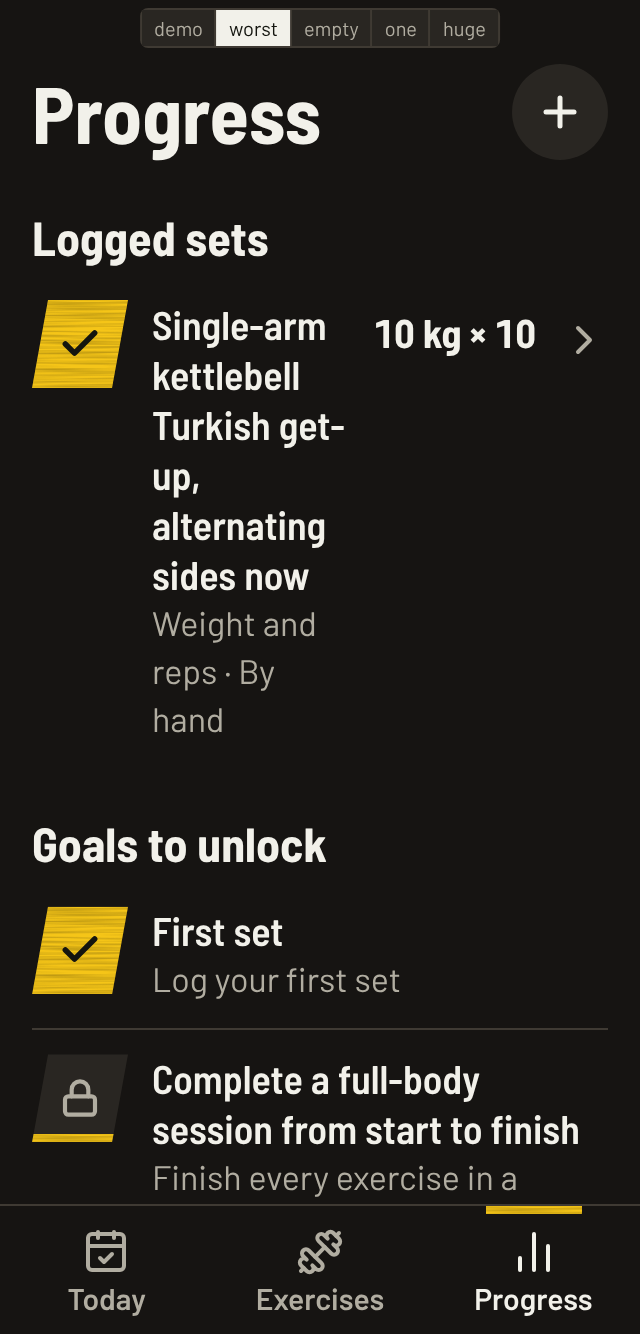 demo worst empty one huge
Progress
Logged sets
Single-arm
kettlebell
Turkish get-
up,
alternating
sides now
10 kg × 10
Weight and
reps · By
hand
Goals to unlock
First set
Log your first set
Complete a full-body
session from start to finish
Finish every exercise in a
Today Exercises Progress